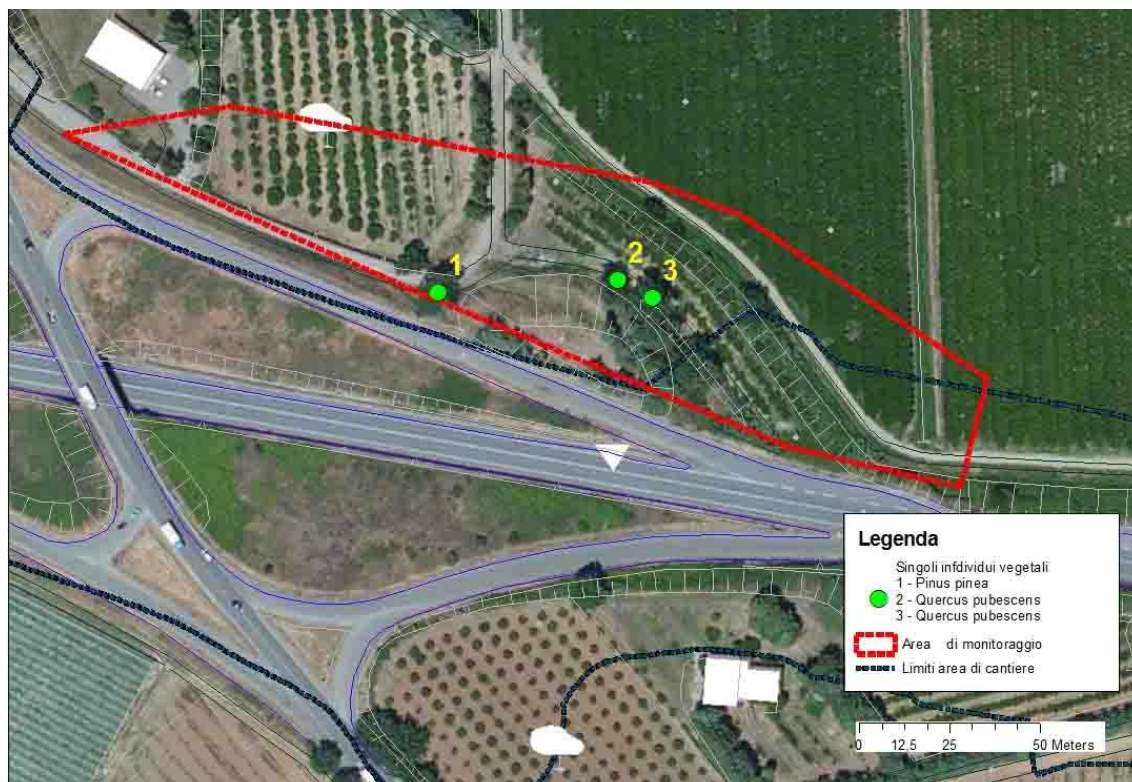 1
2
3
Legenda
Singoli infdividui vegetali
1 - Pinus pinea
2 - Quercus pubescens
3 - Quercus pubescens
Area di monitoraggio
Limiti area di cantiere
0 12,5 25 50 Meters